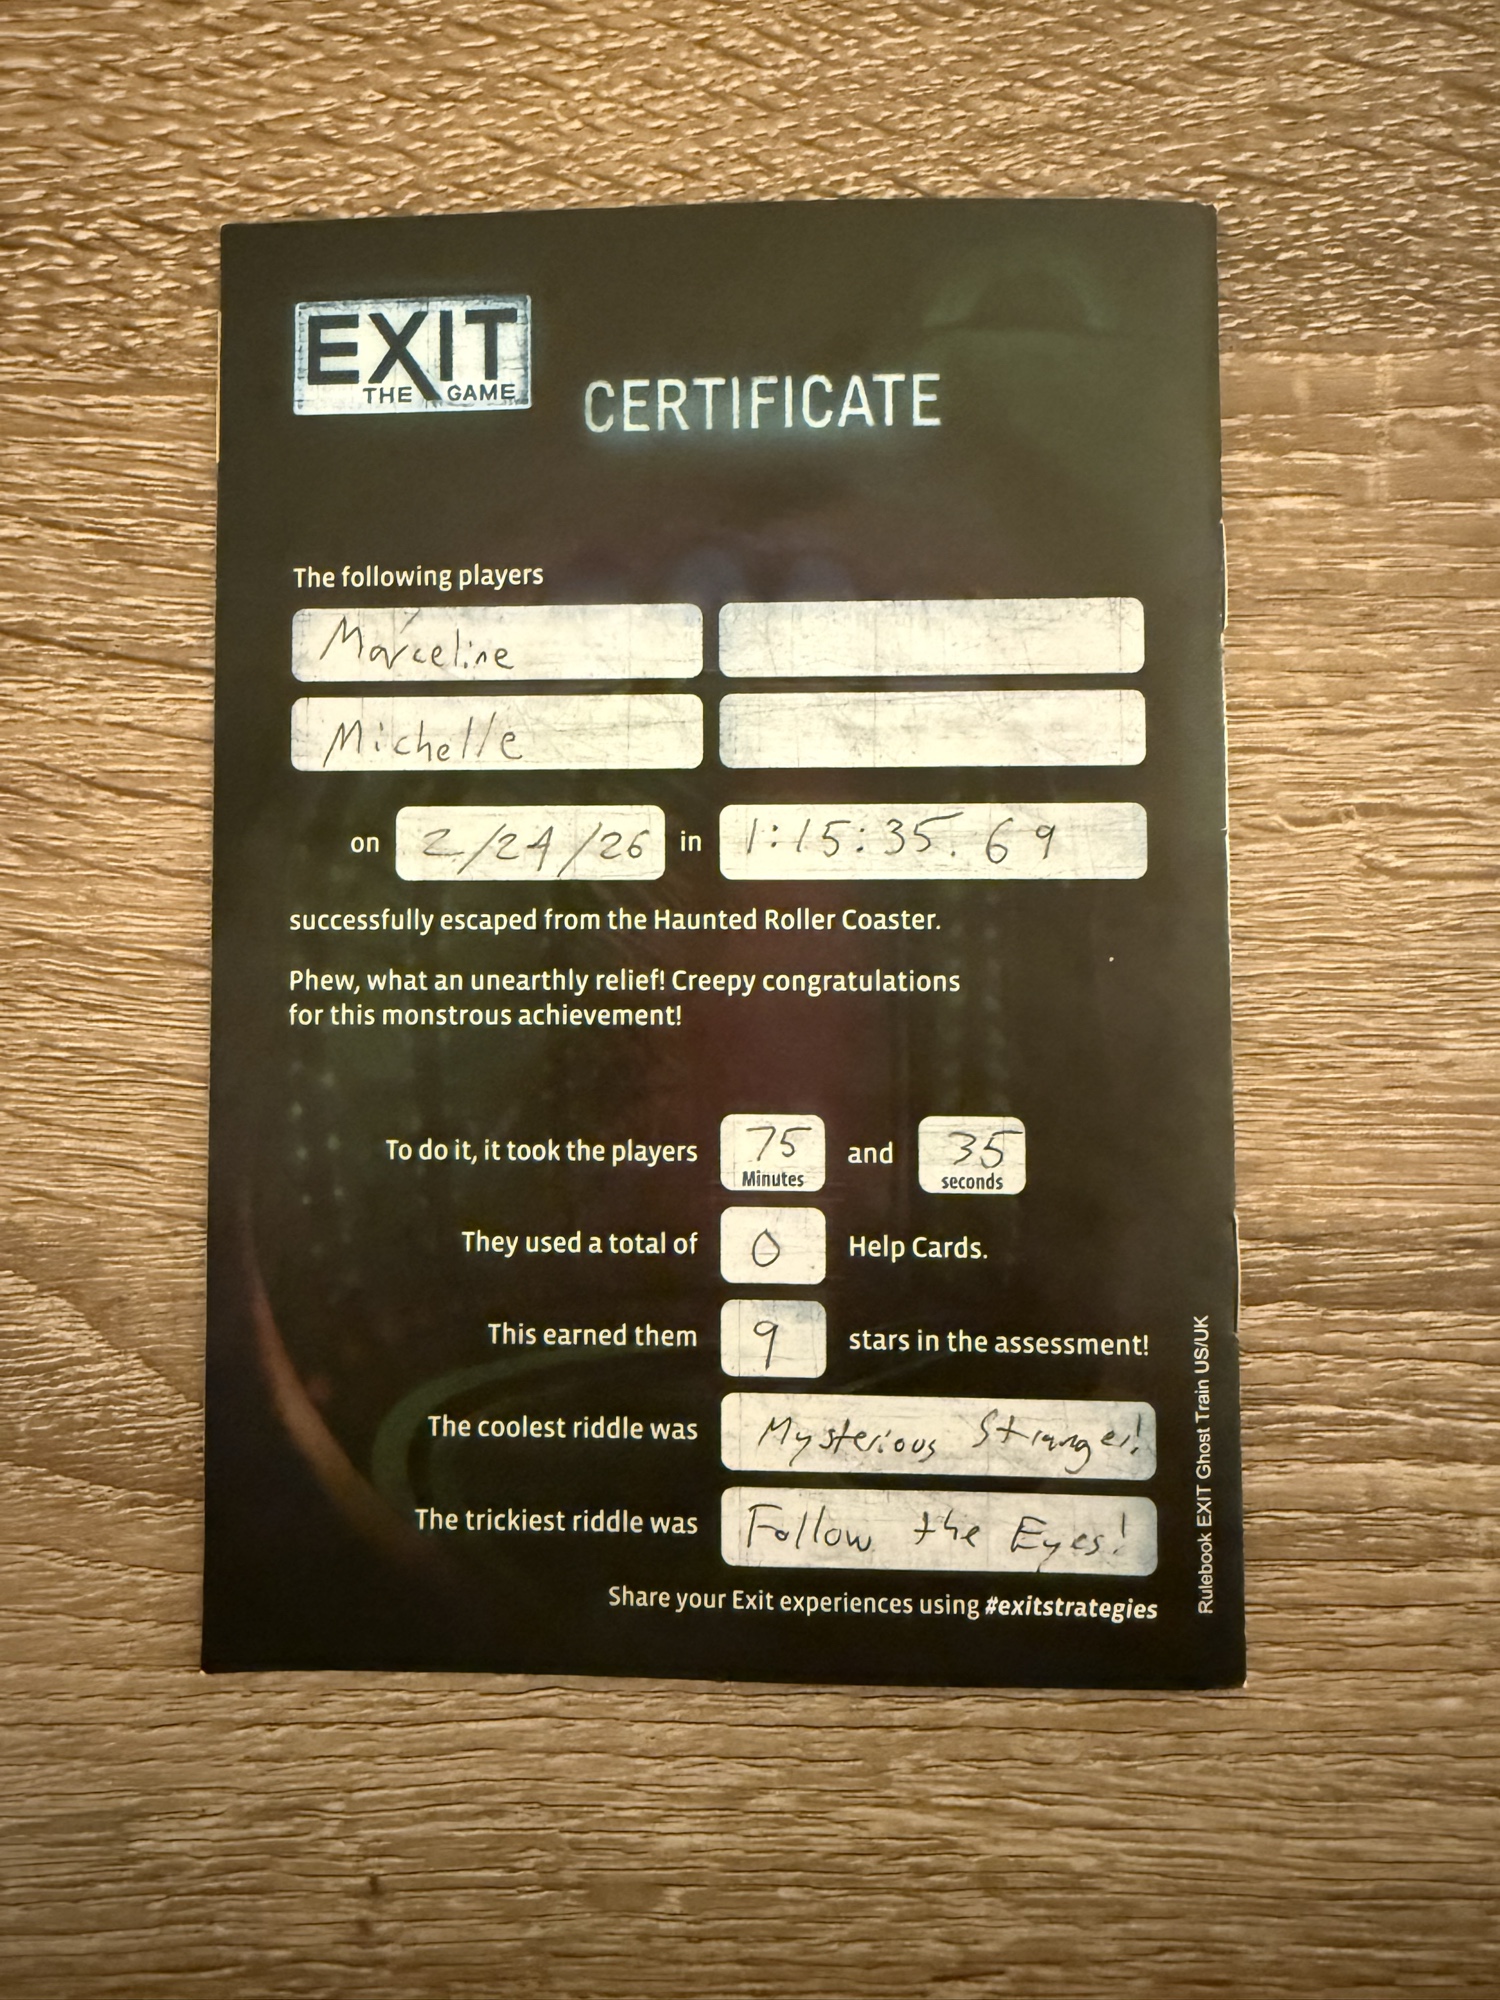 EXIT
THE GAME
CERTIFICATE
The following players
Marceline
Michelle
on 2/24/26 in 1:15:35.69
successfully escaped from the Haunted Roller Coaster.
Phew, what an unearthly relief! Creepy congratulations
for this monstrous achievement!
To do it, it took the players 75 Minutes and 35 seconds
They used a total of 0 Help Cards.
This earned them 9 stars in the assessment!
The coolest riddle was Mysterious Stranger!
The trickiest riddle was Follow the Eyes!
Share your Exit experiences using #exitstrategies
Rulebook EXIT Ghost Train US/UK